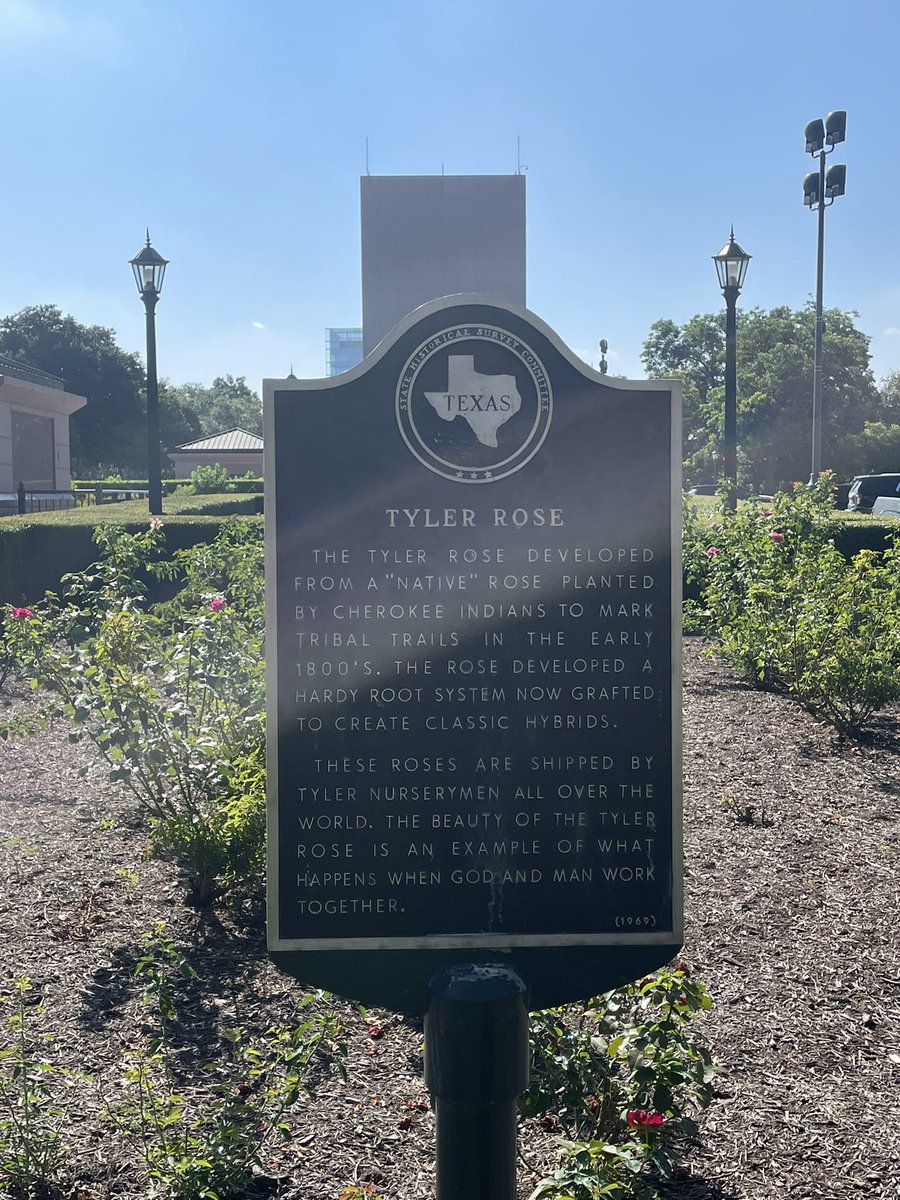 STATE HISTORICAL SURVEY COMMITTEE
TEXAS
TYLER ROSE
THE TYLER ROSE DEVELOPED
FROM A "NATIVE" ROSE PLANTED
BY CHEROKEE INDIANS TO MARK
TRIBAL TRAILS IN THE EARLY
1800'S. THE ROSE DEVELOPED A
HARDY ROOT SYSTEM NOW GRAFTED
TO CREATE CLASSIC HYBRIDS.
THESE ROSES ARE SHIPPED BY
TYLER NURSERYMEN ALL OVER THE
WORLD. THE BEAUTY OF THE TYLER
ROSE IS AN EXAMPLE OF WHAT
HAPPENS WHEN GOD AND MAN WORK
TOGETHER.
(1969)